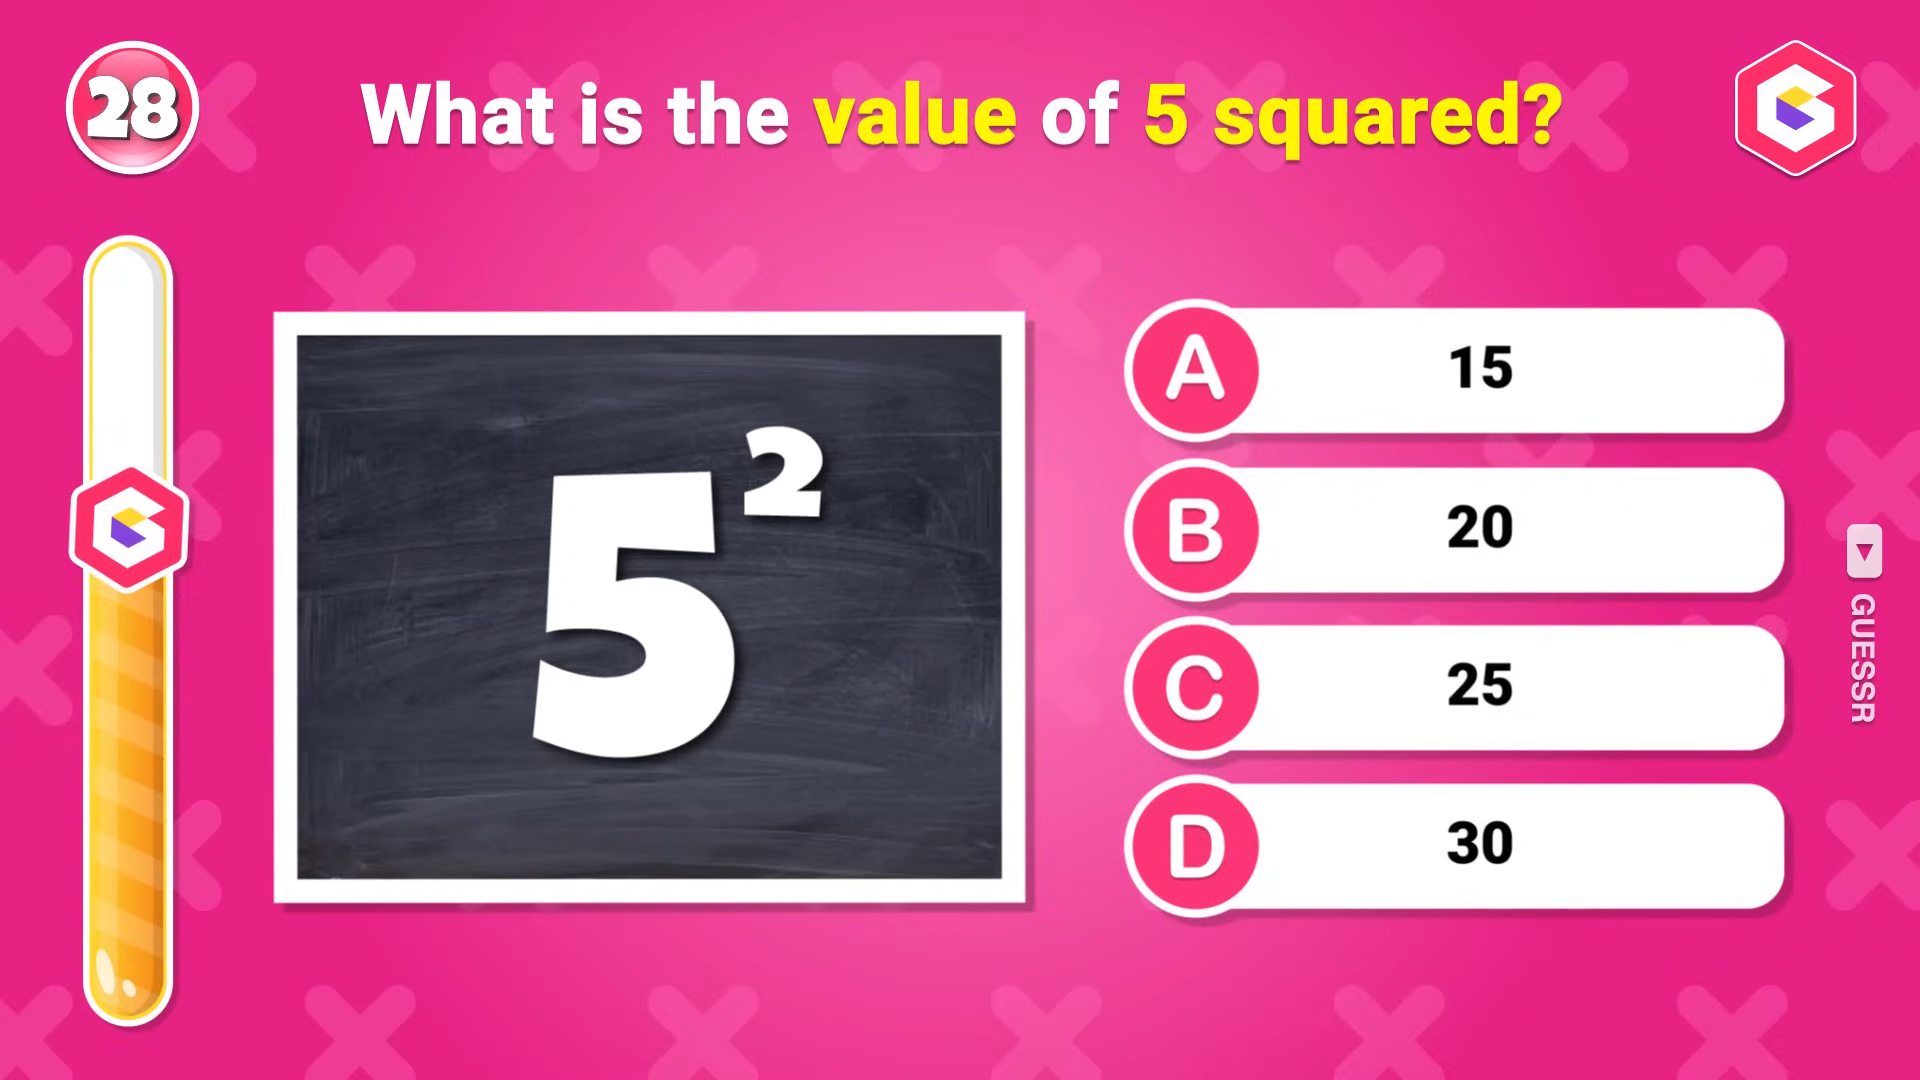 28
What is the value of 5 squared?
5²
A 15
B 20
C 25
D 30
GUESSR